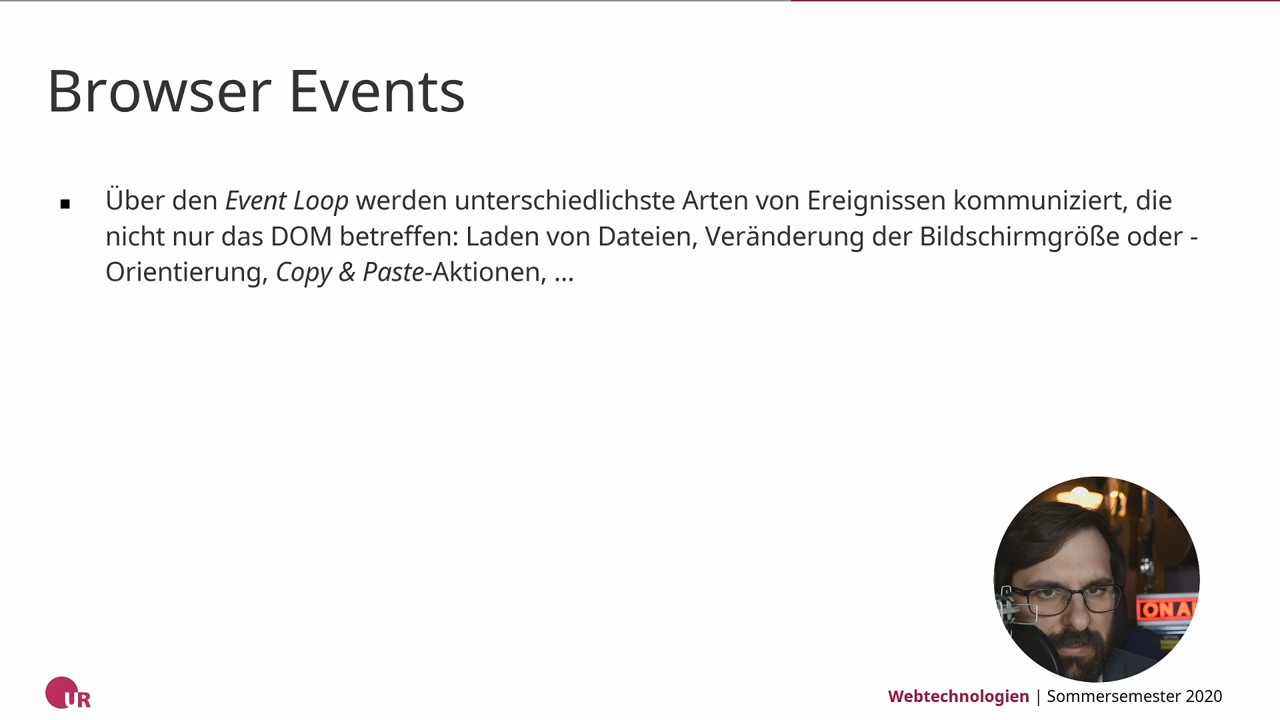 Browser Events
▪ Über den Event Loop werden unterschiedlichste Arten von Ereignissen kommuniziert, die
nicht nur das DOM betreffen: Laden von Dateien, Veränderung der Bildschirmgröße oder -
Orientierung, Copy & Paste-Aktionen, ...
ON A
UR
Webtechnologien | Sommersemester 2020